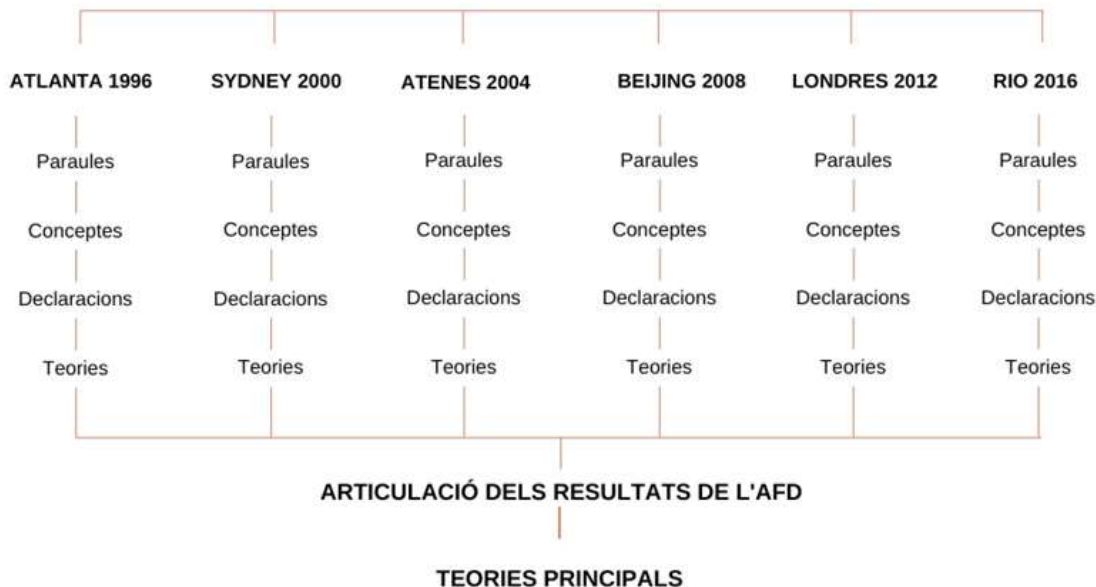 ATLANTA 1996 SYDNEY 2000 ATENES 2004 BEIJING 2008 LONDRES 2012 RIO 2016
Paraules Paraules Paraules Paraules Paraules Paraules
Conceptes Conceptes Conceptes Conceptes Conceptes Conceptes
Declaracions Declaracions Declaracions Declaracions Declaracions Declaracions
Teories Teories Teories Teories Teories Teories
ARTICULACIÓ DELS RESULTATS DE L'AFD
TEORIES PRINCIPALS